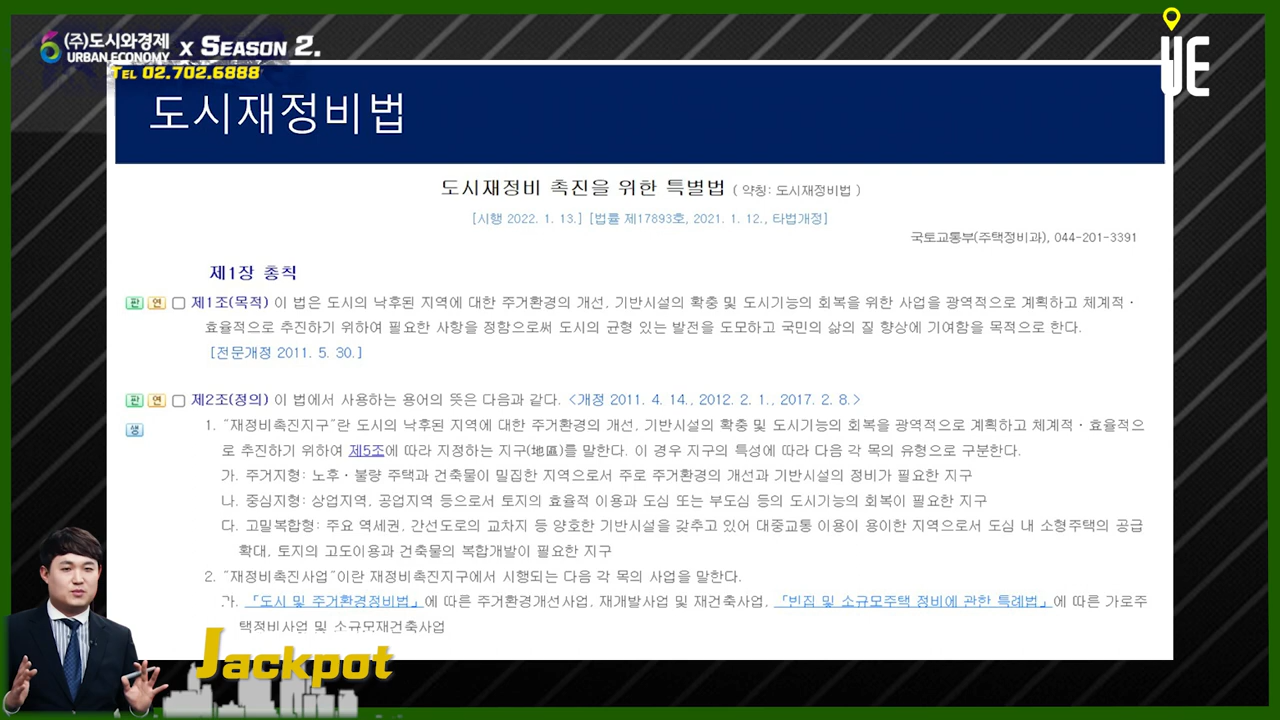 (주)도시와경제
URBAN ECONOMY X SEASON 2.
TEL 02.702.6888
UE
도시재정비법
도시재정비 촉진을 위한 특별법 ( 약칭: 도시재정비법 )
[시행 2022. 1. 13.] [법률 제17893호, 2021. 1. 12., 타법개정]
국토교통부(주택정비과), 044-201-3391
제1장 총칙
판 연 제1조(목적) 이 법은 도시의 낙후된 지역에 대한 주거환경의 개선, 기반시설의 확충 및 도시기능의 회복을 위한 사업을 광역적으로 계획하고 체계적ㆍ
효율적으로 추진하기 위하여 필요한 사항을 정함으로써 도시의 균형 있는 발전을 도모하고 국민의 삶의 질 향상에 기여함을 목적으로 한다.
[전문개정 2011. 5. 30.]
판 연 제2조(정의) 이 법에서 사용하는 용어의 뜻은 다음과 같다. <개정 2011. 4. 14., 2012. 2. 1., 2017. 2. 8.>
생 1. "재정비촉진지구"란 도시의 낙후된 지역에 대한 주거환경의 개선, 기반시설의 확충 및 도시기능의 회복을 광역적으로 계획하고 체계적ㆍ효율적으
로 추진하기 위하여 제5조에 따라 지정하는 지구(地區)를 말한다. 이 경우 지구의 특성에 따라 다음 각 목의 유형으로 구분한다.
가. 주거지형: 노후ㆍ불량 주택과 건축물이 밀집한 지역으로서 주로 주거환경의 개선과 기반시설의 정비가 필요한 지구
나. 중심지형: 상업지역, 공업지역 등으로서 토지의 효율적 이용과 도심 또는 부도심 등의 도시기능의 회복이 필요한 지구
다. 고밀복합형: 주요 역세권, 간선도로의 교차지 등 양호한 기반시설을 갖추고 있어 대중교통 이용이 용이한 지역으로서 도심 내 소형주택의 공급
확대, 토지의 고도이용과 건축물의 복합개발이 필요한 지구
2. "재정비촉진사업"이란 재정비촉진지구에서 시행되는 다음 각 목의 사업을 말한다.
가. 「도시 및 주거환경정비법」에 따른 주거환경개선사업, 재개발사업 및 재건축사업, 「빈집 및 소규모주택 정비에 관한 특례법」에 따른 가로주
택정비사업 및 소규모재건축사업
Jackpot